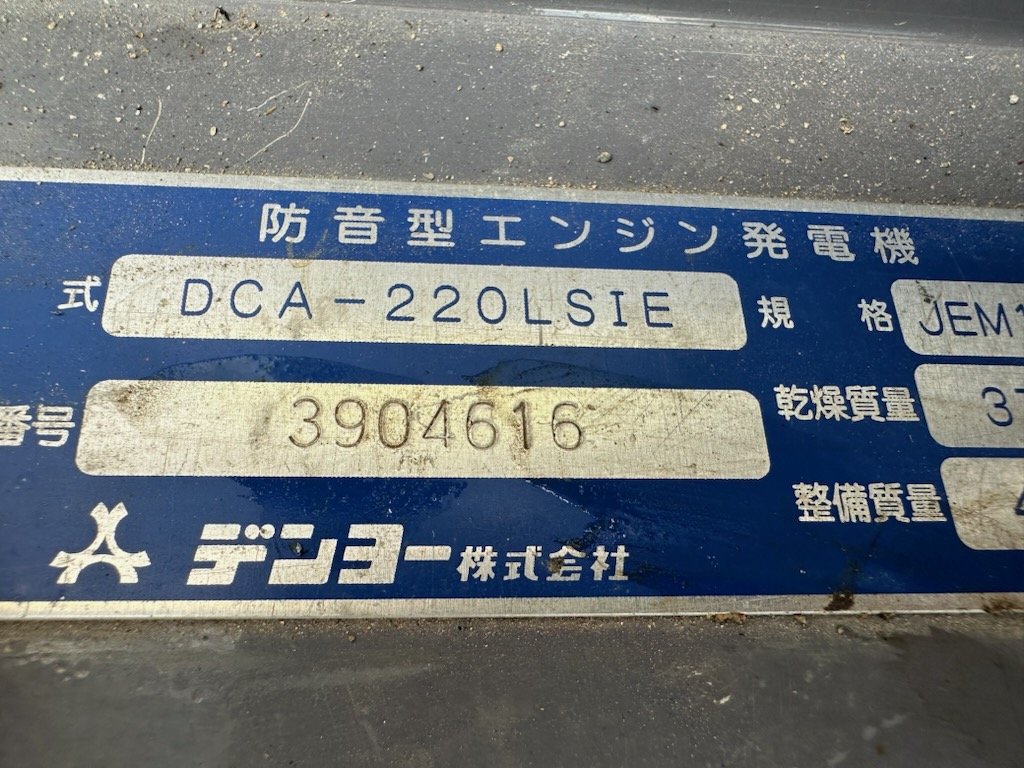 防音型エンジン発電機
式 DCA-220LSIE 規格 JEM1
番号 3904616 乾燥質量 37
整備質量
デンヨー株式会社